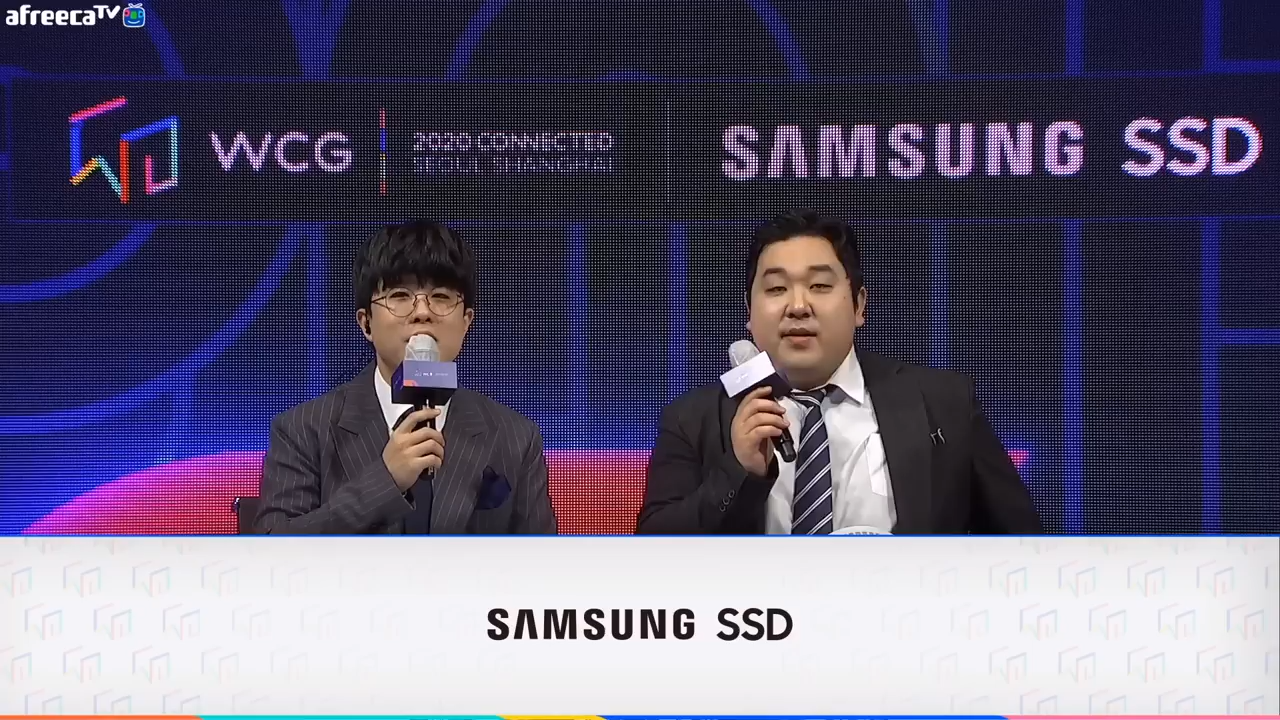 afreecaTV
WCG
2020 CONNECTED
SEOUL SHANGHAI
SAMSUNG SSD
SAMSUNG SSD